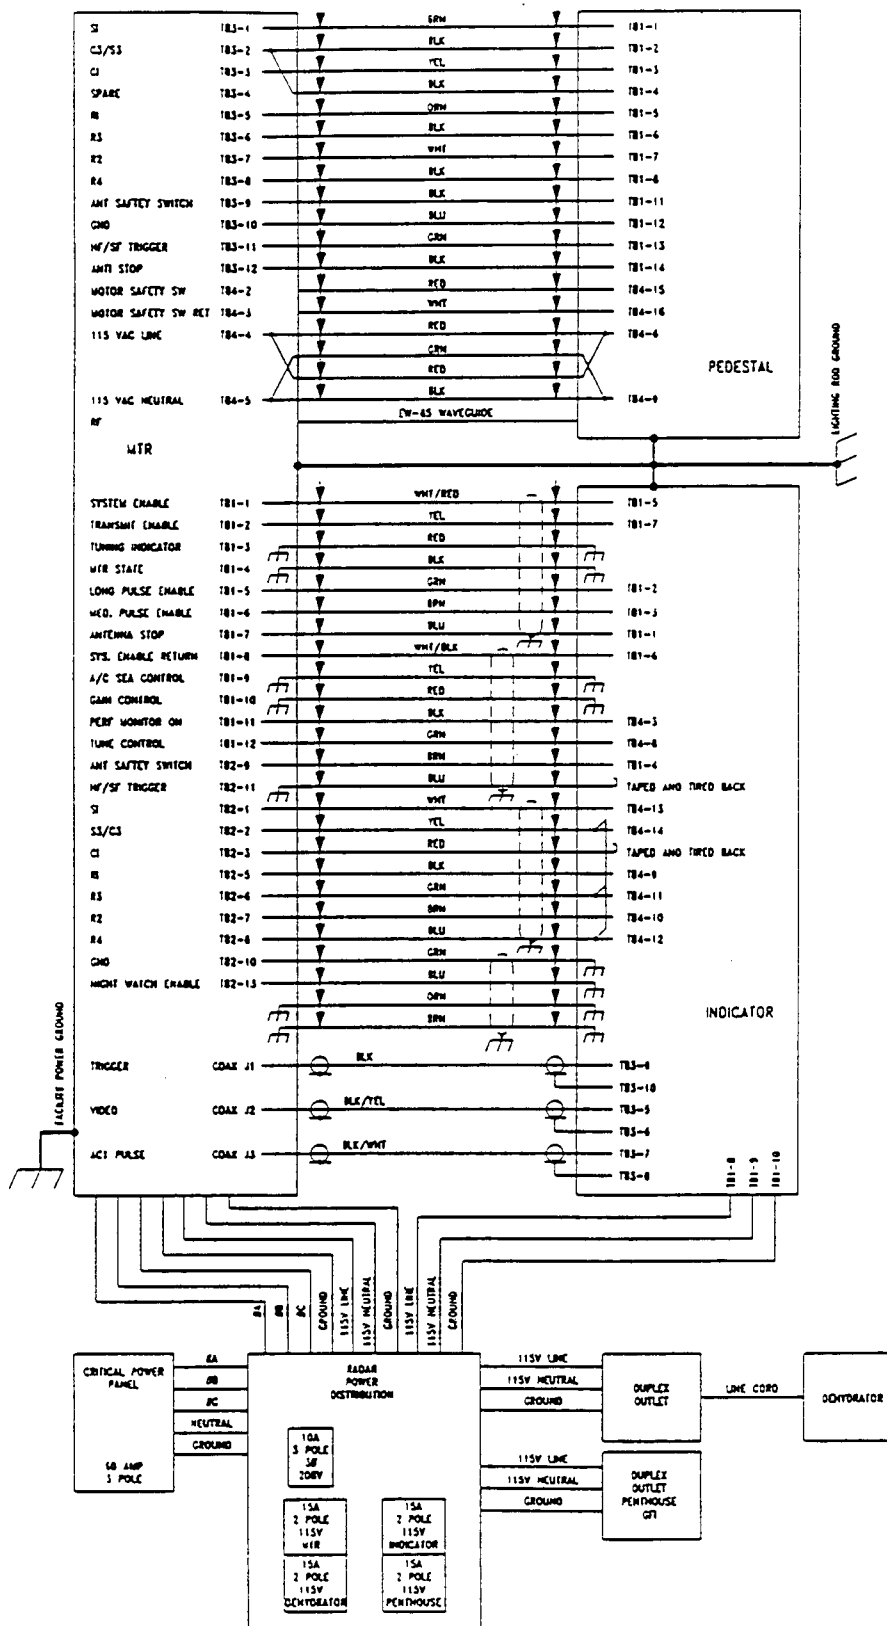 SI TB3-1 GRN TB1-1
C3/S3 TB3-2 BLK TB1-2
CI TB3-3 YEL TB1-3
SPARE TB3-4 BLK TB1-4
TB3-5 ORN TB1-5
R3 TB3-6 BLK TB1-6
R2 TB3-7 WHT TB1-7
R4 TB3-8 BLK TB1-8
ANT SAFTEY SWITCH TB3-9 BLK TB1-11
GND TB3-10 BLU TB1-12
HF/SF TRIGGER TB3-11 GRN TB1-13
ANTI STOP TB3-12 BLK TB1-14
MOTOR SAFETY SW TB4-2 RED TB4-15
MOTOR SAFETY SW RET TB4-3 WHT TB4-16
115 VAC LINE TB4-4 RED TB4-6
GRN
RED
PEDESTAL
115 VAC NEUTRAL TB4-5 BLK TB4-9
RF EW-85 WAVEGUIDE
MTR
LIGHTING ROD GROUND
SYSTEM ENABLE TB1-1 WHT/RED TB1-5
TRANSMIT ENABLE TB1-2 YEL TB1-7
TUNING INDICATOR TB1-3 RED
MTR STATE TB1-4 BLK
LONG PULSE ENABLE TB1-5 GRN TB1-2
MED. PULSE ENABLE TB1-6 BRN TB1-3
ANTENNA STOP TB1-7 BLU TB1-1
SYS. ENABLE RETURN TB1-8 WHT/BLK TB1-6
A/C SEA CONTROL TB1-9 YEL
GAIN CONTROL TB1-10 RED
PERF MONITOR ON TB1-11 BLK TB4-5
TUNE CONTROL TB1-12 GRN TB4-8
ANT SAFTEY SWITCH TB2-9 BRN TB1-4
HF/SF TRIGGER TB2-11 BLU TAPED AND TIRED BACK
SI TB2-1 WHT TB4-13
S3/C3 TB2-2 YEL TB4-14
CI TB2-3 RED TAPED AND TIRED BACK
TB2-5 BLK TB4-9
R3 TB2-6 GRN TB4-11
R2 TB2-7 BRN TB4-10
R4 TB2-8 BLU TB4-12
GND TB2-10 GRN
NIGHT WATCH ENABLE TB2-13 BLU
ORN
BRN
INDICATOR
FACILITY POWER GROUND
TRIGGER COAX J1 BLK TB3-9
TB3-10
VIDEO COAX J2 BLK/YEL TB3-5
TB3-6
ACI PULSE COAX J3 BLK/WHT TB3-7
TB3-8
TB1-8 TB1-9 TB1-10
ØA ØB ØC GROUND 115V LINE 115V NEUTRAL GROUND 115V LINE 115V NEUTRAL GROUND
CRITICAL POWER
PANEL
60 AMP
3 POLE
ØA
ØB
ØC
NEUTRAL
GROUND
RADAR
POWER
DISTRIBUTION
10A
3 POLE
3Ø
208V
15A
2 POLE
115V
MTR
15A
2 POLE
115V
INDICATOR
15A
2 POLE
115V
DEHYDRATOR
15A
2 POLE
115V
PENTHOUSE
115V LINE
115V NEUTRAL
GROUND
DUPLEX
OUTLET
LINE CORD
DEHYDRATOR
115V LINE
115V NEUTRAL
GROUND
DUPLEX
OUTLET
PENTHOUSE
GFI